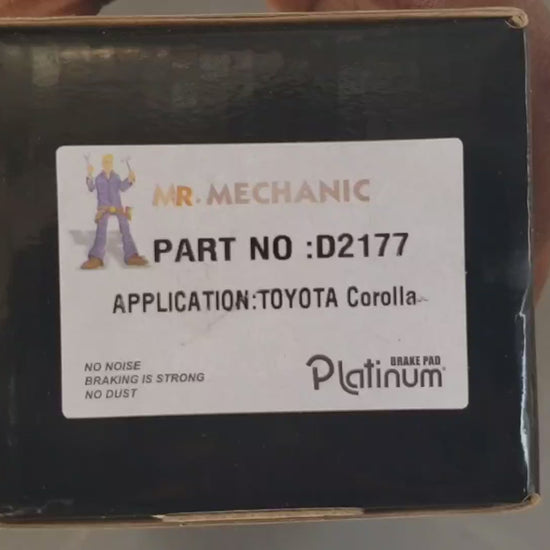 MR. MECHANIC
PART NO :D2177
APPLICATION:TOYOTA Corolla
NO NOISE
BRAKING IS STRONG
NO DUST
BRAKE PAD
Platinum